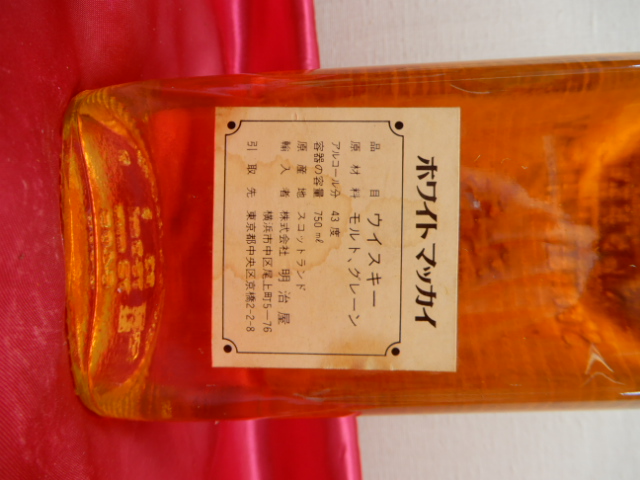 ホワイト マッカイ
品目 ウイスキー
原材料 モルト、グレーン
アルコール分 43度
容器の容量 750ml
原産地 スコットランド
輸入者 株式会社 明治屋
横浜市中区尾上町5-76
引取先 東京都中央区京橋2-2-8